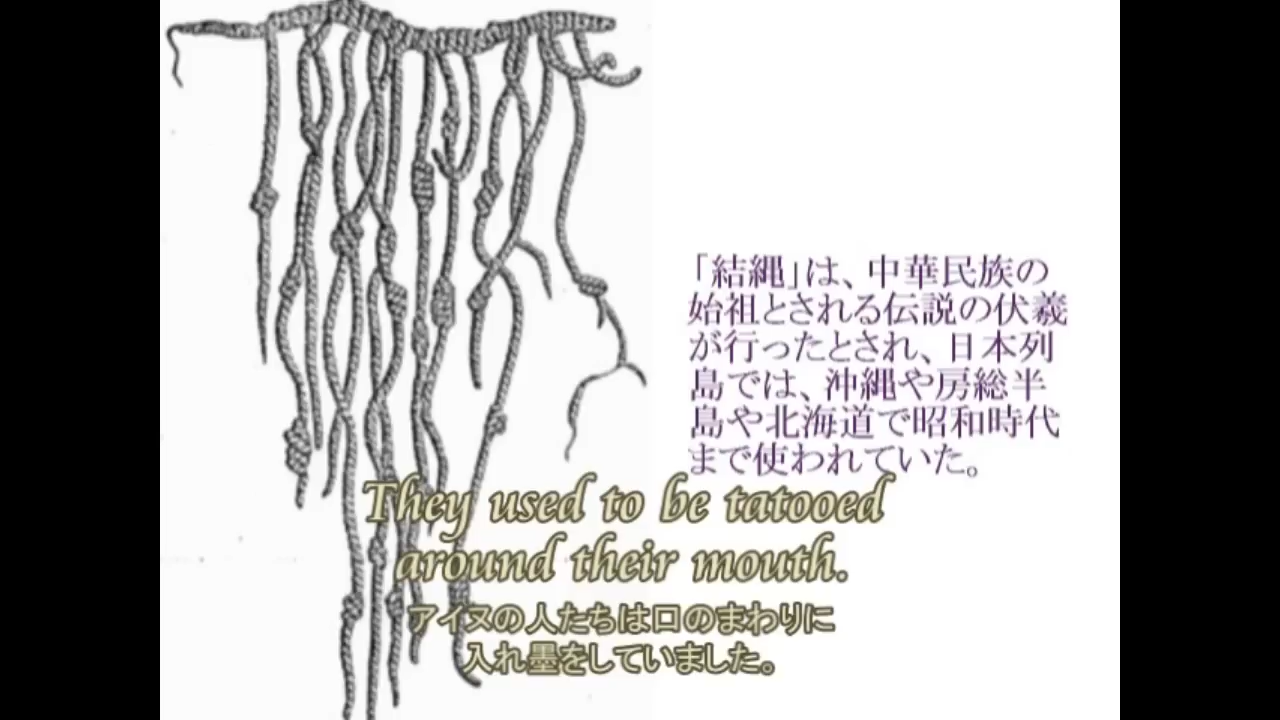 「結縄」は、中華民族の
始祖とされる伝説の伏羲
が行ったとされ、日本列
島では、沖縄や房総半
島や北海道で昭和時代
まで使われていた。
They used to be tatooed
around their mouth.
アイヌの人たちは口のまわりに
入れ墨をしていました。